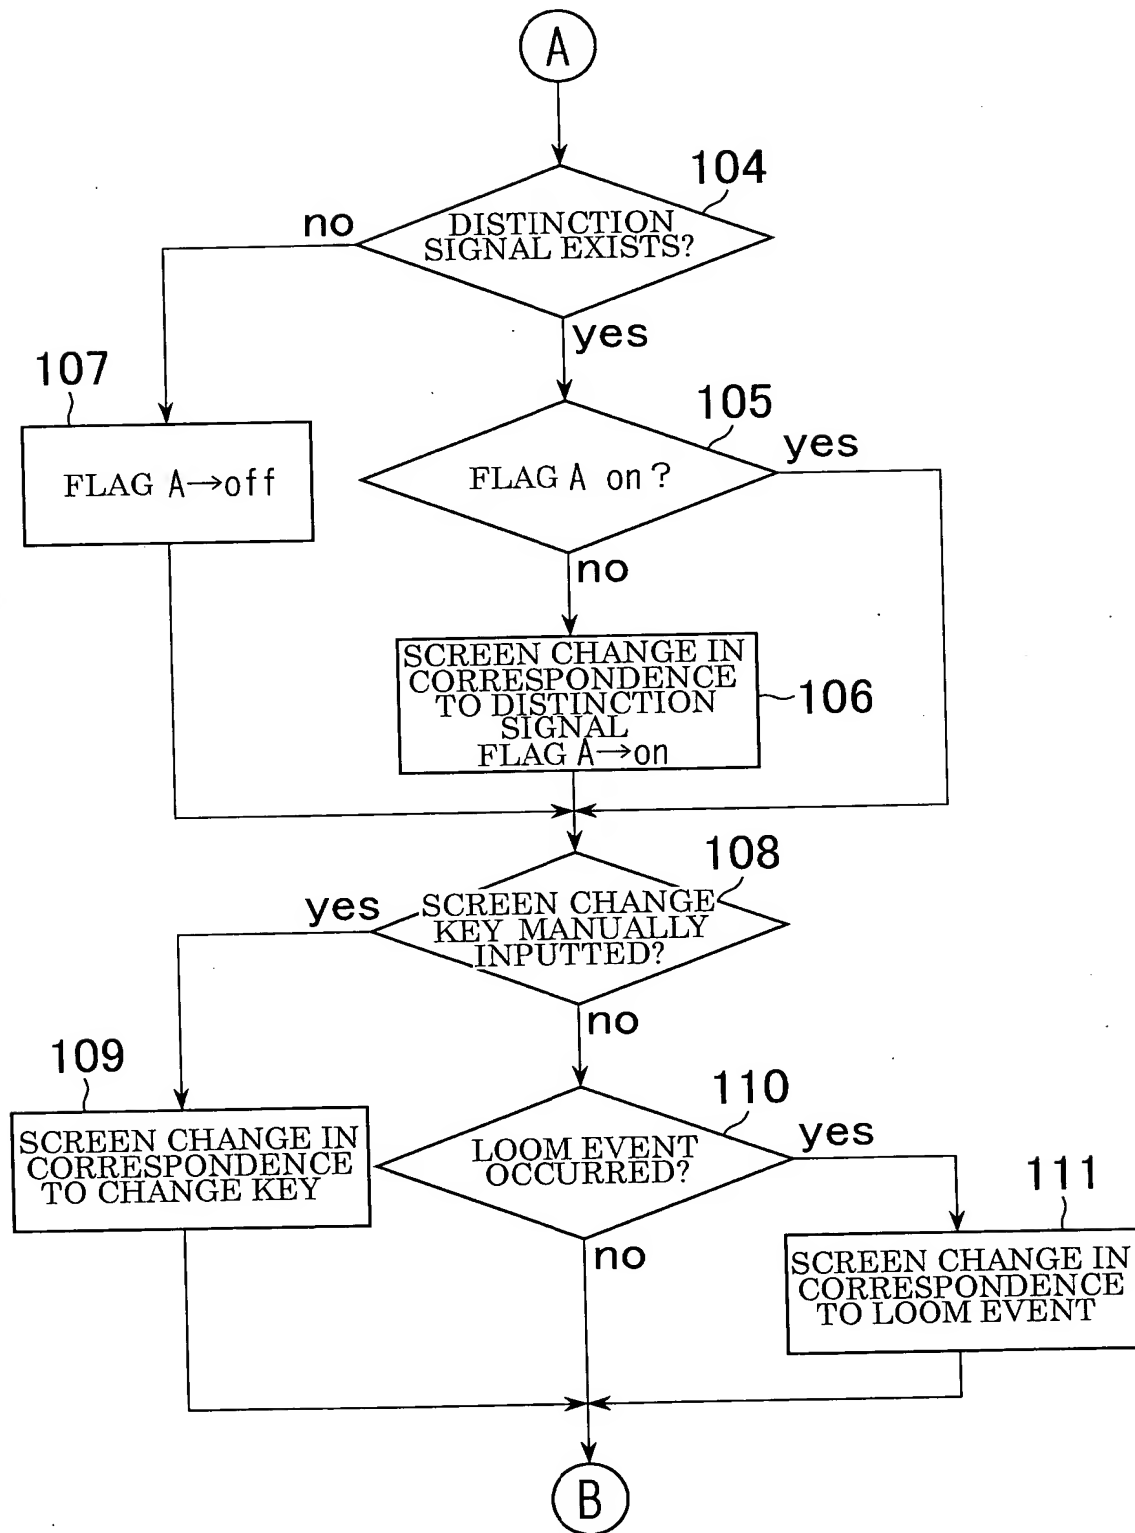 A
104
no
DISTINCTION
SIGNAL EXISTS?
yes
107
FLAG A→off
105
yes
FLAG A on?
no
SCREEN CHANGE IN
CORRESPONDENCE
TO DISTINCTION
SIGNAL
FLAG A→on
106
108
yes
SCREEN CHANGE
KEY MANUALLY
INPUTTED?
no
109
SCREEN CHANGE IN
CORRESPONDENCE
TO CHANGE KEY
110
yes
LOOM EVENT
OCCURRED?
no
111
SCREEN CHANGE IN
CORRESPONDENCE
TO LOOM EVENT
B